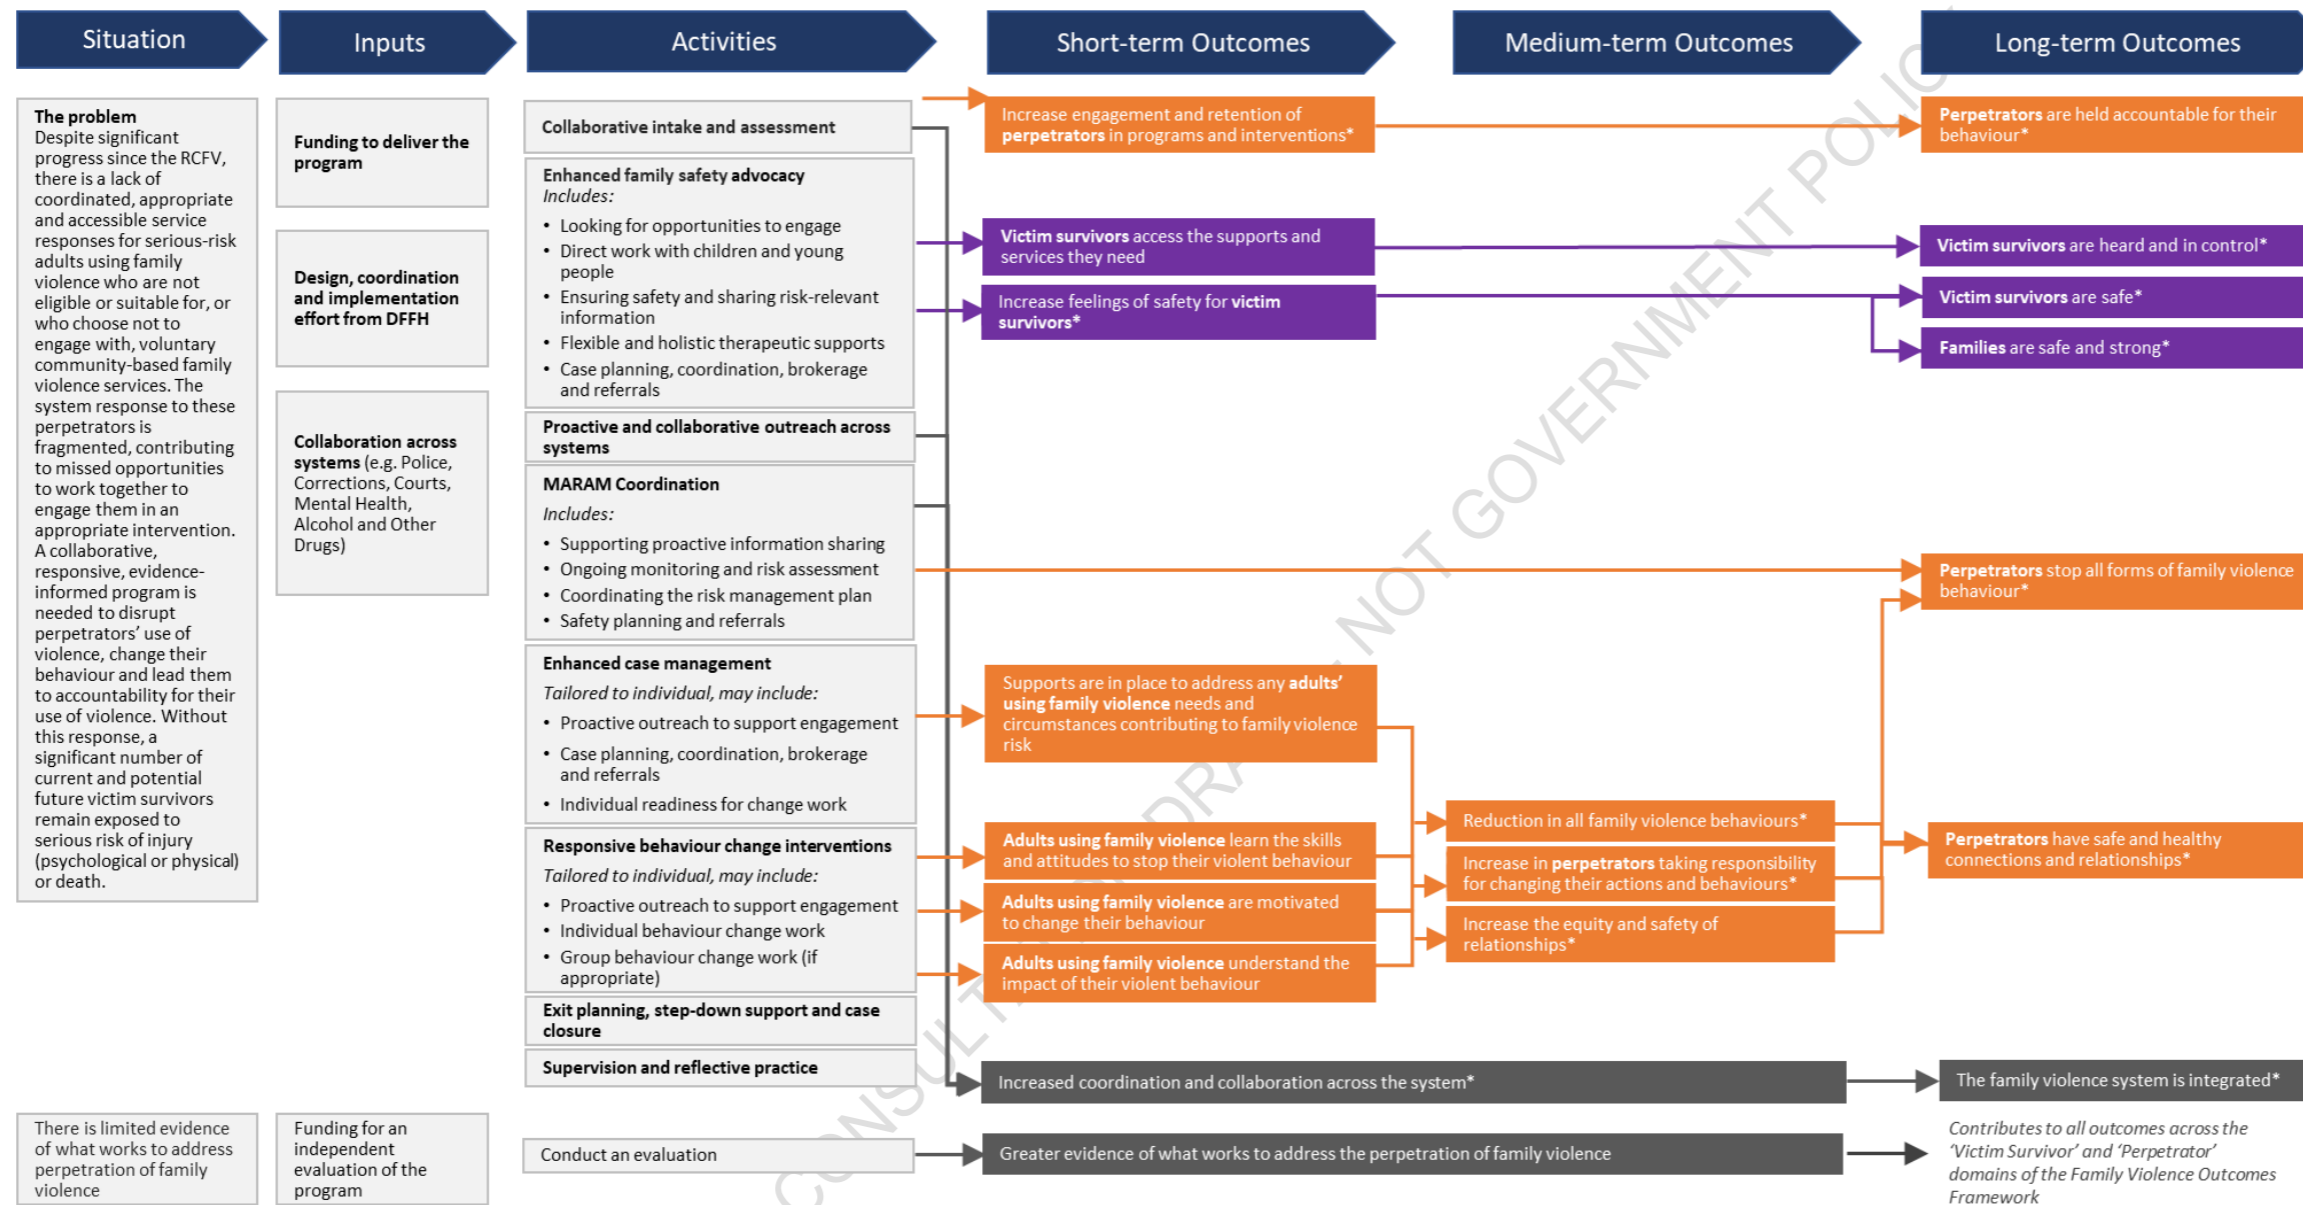 Situation
Inputs
Activities
Short-term Outcomes
Medium-term Outcomes
Long-term Outcomes
The problem
Despite significant
progress since the RCFV,
there is a lack of
coordinated, appropriate
and accessible service
responses for serious-risk
adults using family
violence who are not
eligible or suitable for, or
who choose not to
engage with, voluntary
community-based family
violence services. The
system response to these
perpetrators is
fragmented, contributing
to missed opportunities
to work together to
engage them in an
appropriate intervention.
A collaborative,
responsive, evidence-
informed program is
needed to disrupt
perpetrators' use of
violence, change their
behaviour and lead them
to accountability for their
use of violence. Without
this response, a
significant number of
current and potential
future victim survivors
remain exposed to
serious risk of injury
(psychological or physical)
or death.
There is limited evidence
of what works to address
perpetration of family
violence
Funding to deliver the
program
Design, coordination
and implementation
effort from DFFH
Collaboration across
systems (e.g. Police,
Corrections, Courts,
Mental Health,
Alcohol and Other
Drugs)
Funding for an
independent
evaluation of the
program
Collaborative intake and assessment
Enhanced family safety advocacy
Includes:
• Looking for opportunities to engage
• Direct work with children and young
people
• Ensuring safety and sharing risk-relevant
information
• Flexible and holistic therapeutic supports
• Case planning, coordination, brokerage
and referrals
Proactive and collaborative outreach across
systems
MARAM Coordination
Includes:
• Supporting proactive information sharing
• Ongoing monitoring and risk assessment
• Coordinating the risk management plan
• Safety planning and referrals
Enhanced case management
Tailored to individual, may include:
• Proactive outreach to support engagement
• Case planning, coordination, brokerage
and referrals
• Individual readiness for change work
Responsive behaviour change interventions
Tailored to individual, may include:
• Proactive outreach to support engagement
• Individual behaviour change work
• Group behaviour change work (if
appropriate)
Exit planning, step-down support and case
closure
Supervision and reflective practice
Conduct an evaluation
Increase engagement and retention of
perpetrators in programs and interventions*
Victim survivors access the supports and
services they need
Increase feelings of safety for victim
survivors*
Supports are in place to address any adults'
using family violence needs and
circumstances contributing to family violence
risk
Adults using family violence learn the skills
and attitudes to stop their violent behaviour
Adults using family violence are motivated
to change their behaviour
Adults using family violence understand the
impact of their violent behaviour
Increased coordination and collaboration across the system*
Greater evidence of what works to address the perpetration of family violence
Reduction in all family violence behaviours*
Increase in perpetrators taking responsibility
for changing their actions and behaviours*
Increase the equity and safety of
relationships*
Perpetrators are held accountable for their
behaviour*
Victim survivors are heard and in control*
Victim survivors are safe*
Families are safe and strong*
Perpetrators stop all forms of family violence
behaviour*
Perpetrators have safe and healthy
connections and relationships*
The family violence system is integrated*
Contributes to all outcomes across the
'Victim Survivor' and 'Perpetrator'
domains of the Family Violence Outcomes
Framework
NOT GOVERNMENT POLIC